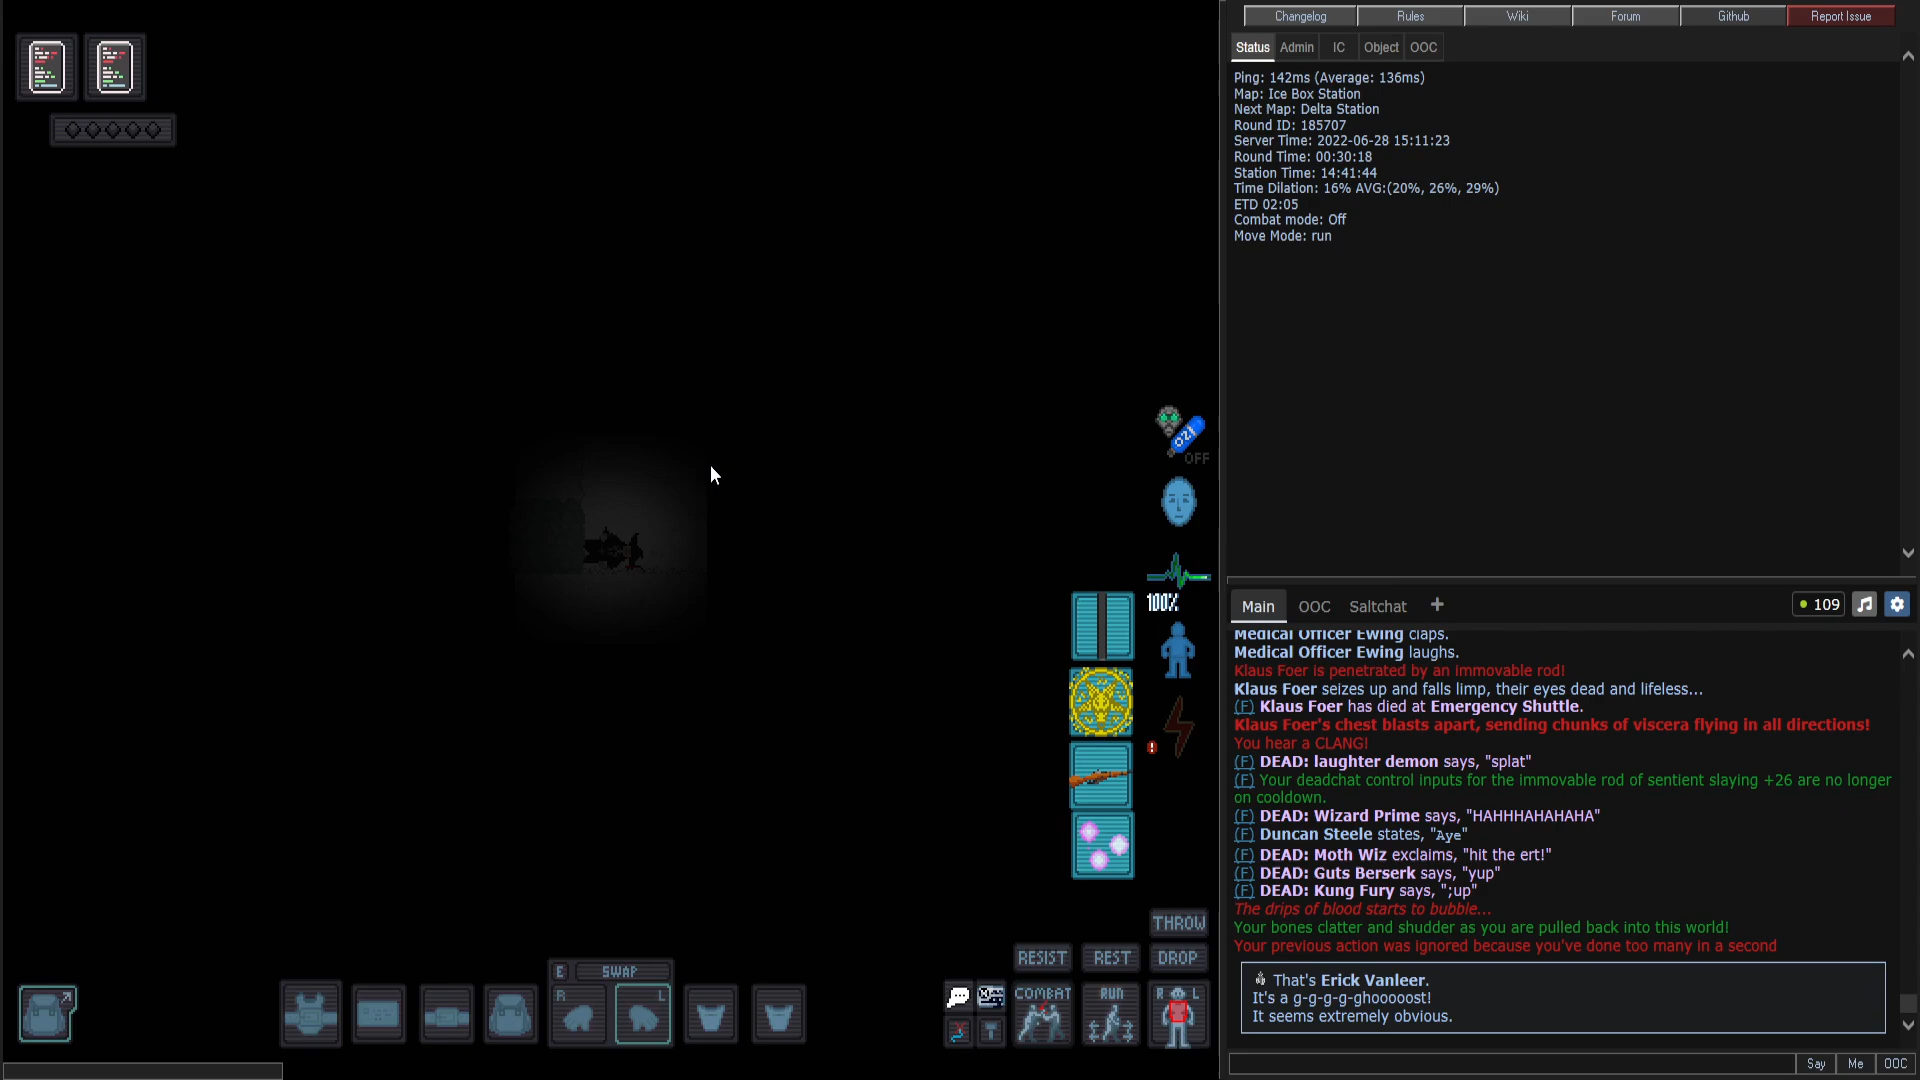 Changelog
Rules
Wiki
Forum
Github
Report Issue
Status
Admin
IC
Object
OOC
Ping: 142ms (Average: 136ms)
Map: Ice Box Station
Next Map: Delta Station
Round ID: 185707
Server Time: 2022-06-28 15:11:23
Round Time: 00:30:18
Station Time: 14:41:44
Time Dilation: 16% AVG:(20%, 26%, 29%)
ETD 02:05
Combat mode: Off
Move Mode: run
O2!
OFF
100%
THROW
RESIST
REST
DROP
E SWAP
R
L
COMBAT
RUN
R L
Main
OOC
Saltchat
+
109
Medical Officer Ewing claps.
Medical Officer Ewing laughs.
Klaus Foer is penetrated by an immovable rod!
Klaus Foer seizes up and falls limp, their eyes dead and lifeless...
(F) Klaus Foer has died at Emergency Shuttle.
Klaus Foer's chest blasts apart, sending chunks of viscera flying in all directions!
You hear a CLANG!
(F) DEAD: laughter demon says, "splat"
(F) Your deadchat control inputs for the immovable rod of sentient slaying +26 are no longer
on cooldown.
(F) DEAD: Wizard Prime says, "HAHHHAHAHAHA"
(F) Duncan Steele states, "Aye"
(F) DEAD: Moth Wiz exclaims, "hit the ert!"
(F) DEAD: Guts Berserk says, "yup"
(F) DEAD: Kung Fury says, ";up"
The drips of blood starts to bubble...
Your bones clatter and shudder as you are pulled back into this world!
Your previous action was ignored because you've done too many in a second
That's Erick Vanleer.
It's a g-g-g-g-ghooooost!
It seems extremely obvious.
Say
Me
OOC